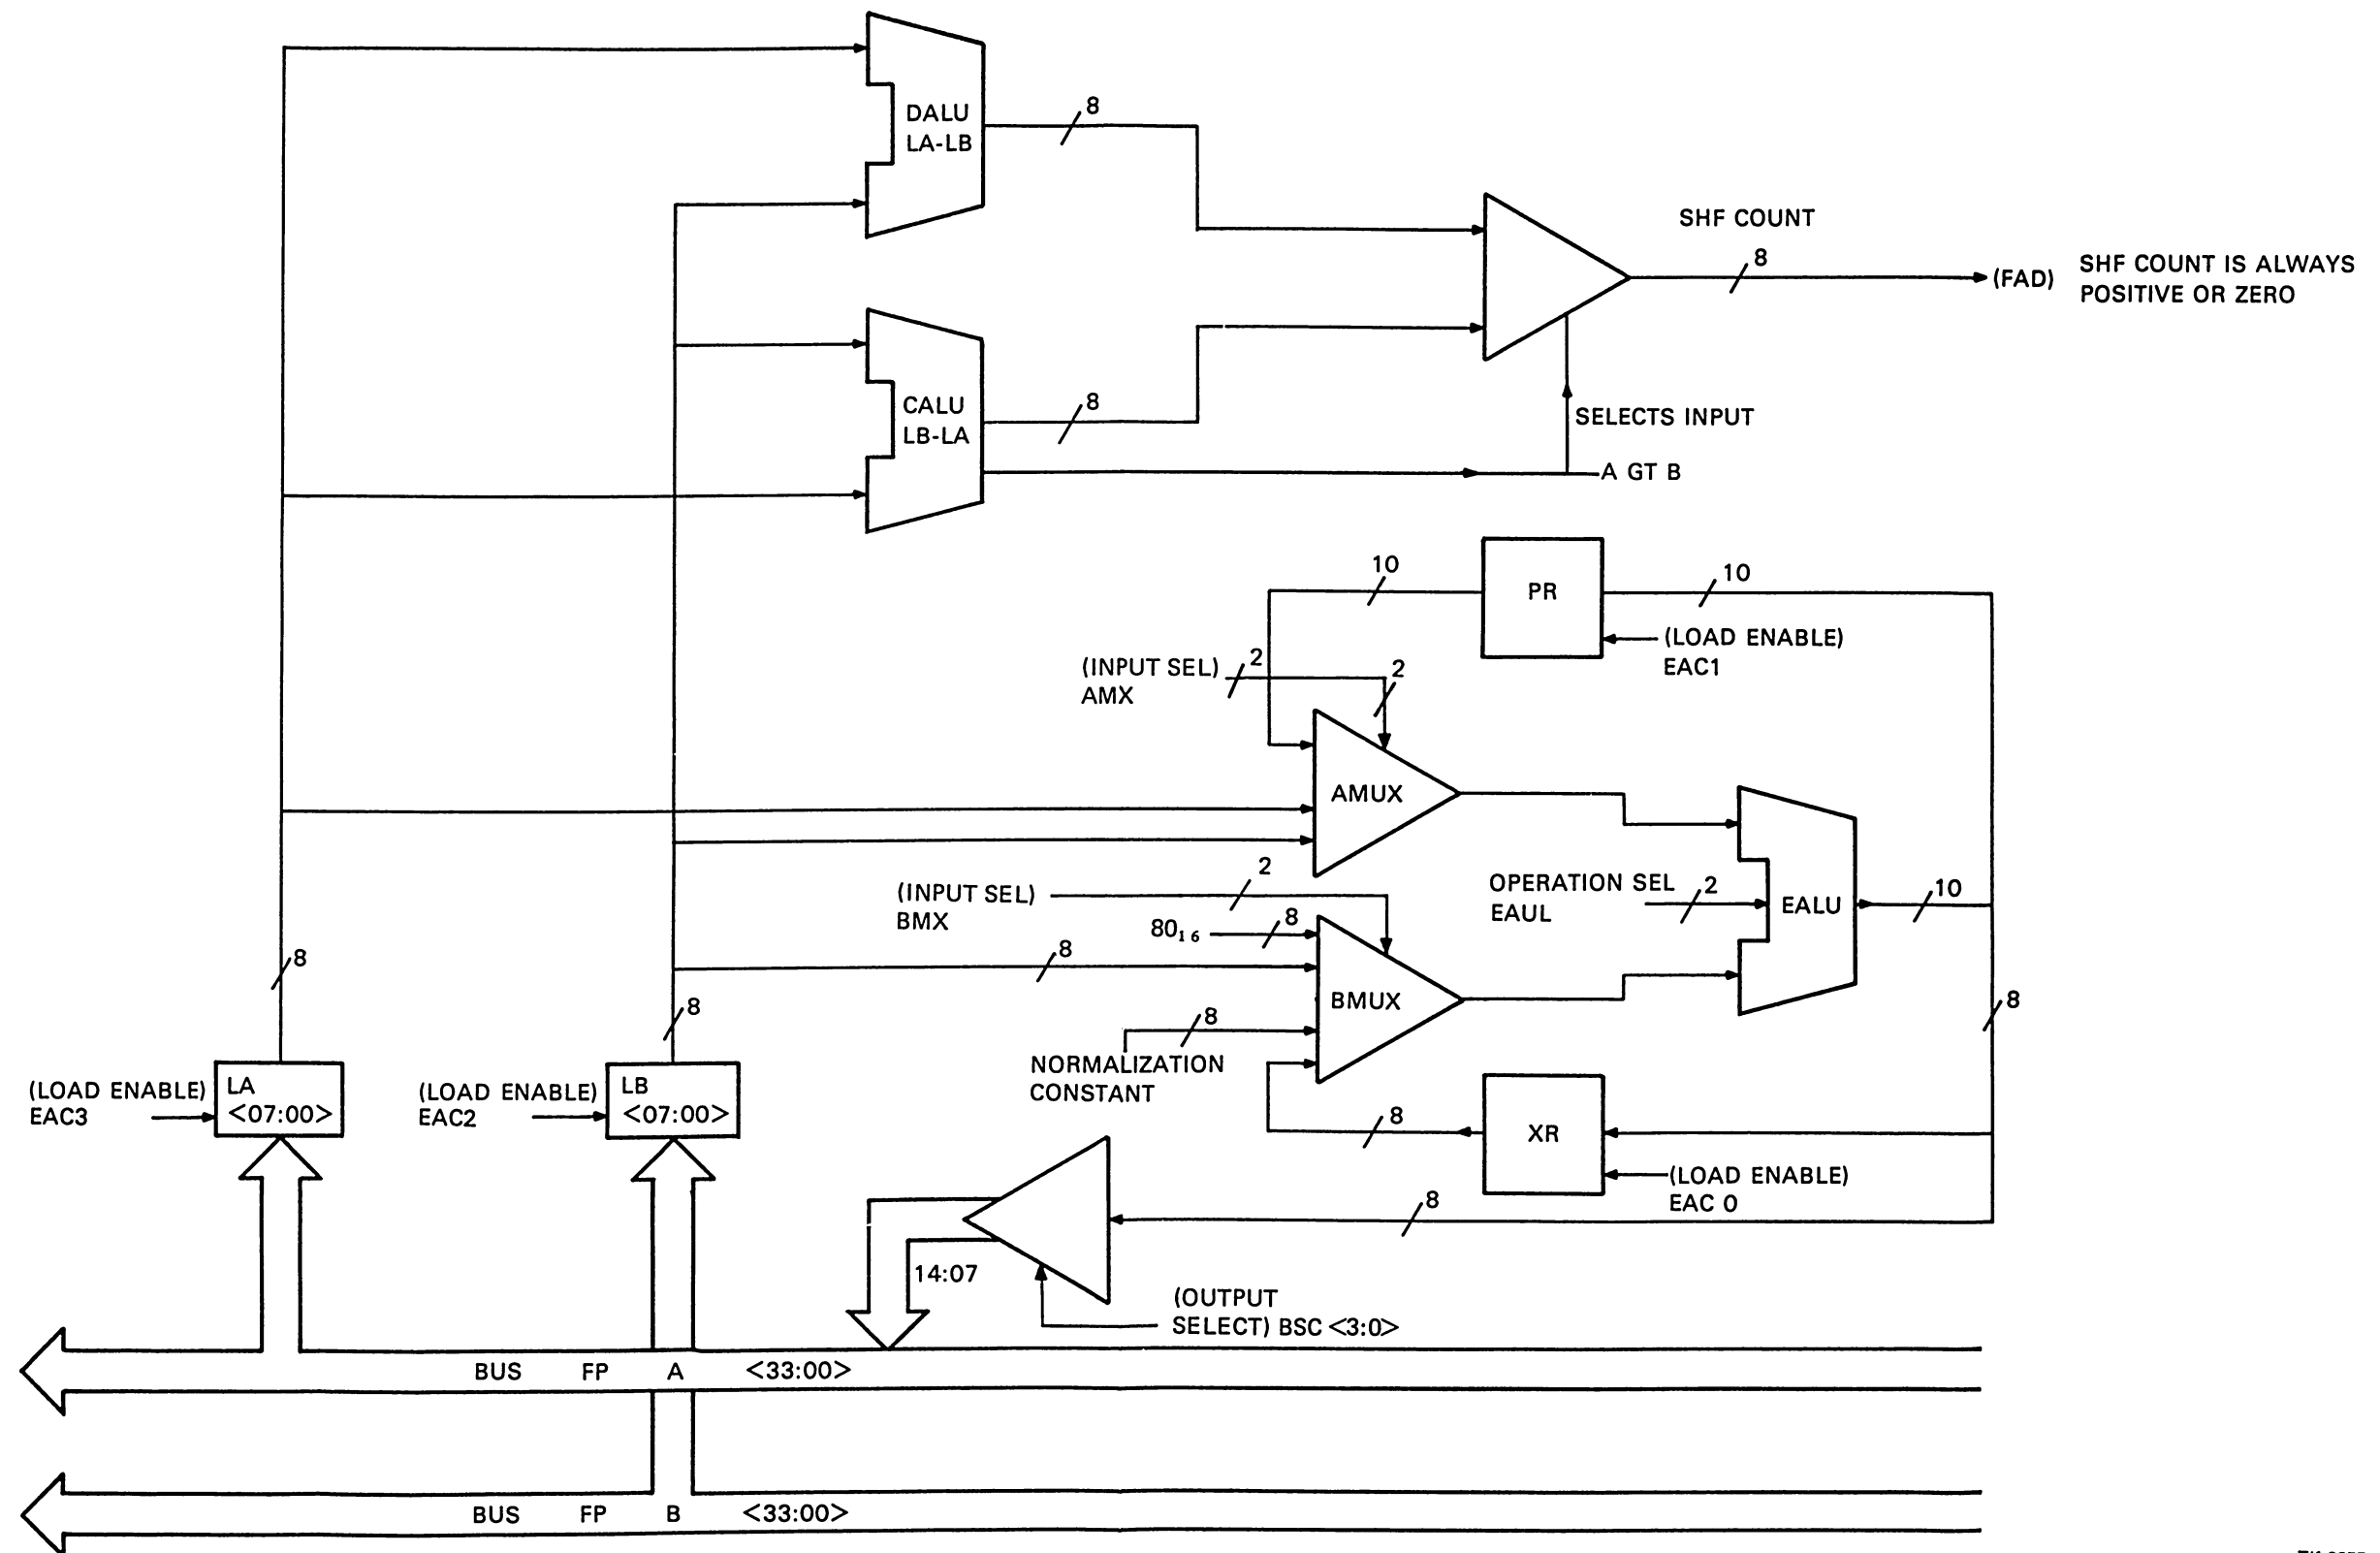 8
DALU
LA-LB
SHF COUNT
8
(FAD)
SHF COUNT IS ALWAYS
POSITIVE OR ZERO
8
CALU
LB-LA
SELECTS INPUT
A GT B
10
PR
10
(LOAD ENABLE)
EAC1
(INPUT SEL)
AMX
2
2
AMUX
(INPUT SEL)
BMX
2
OPERATION SEL
EAUL
2
EALU
10
80₁₆
8
8
BMUX
8
8
8
8
NORMALIZATION
CONSTANT
(LOAD ENABLE)
EAC3
LA
<07:00>
(LOAD ENABLE)
EAC2
LB
<07:00>
8
XR
(LOAD ENABLE)
EAC 0
8
14:07
(OUTPUT
SELECT) BSC <3:0>
BUS FP A <33:00>
BUS FP B <33:00>